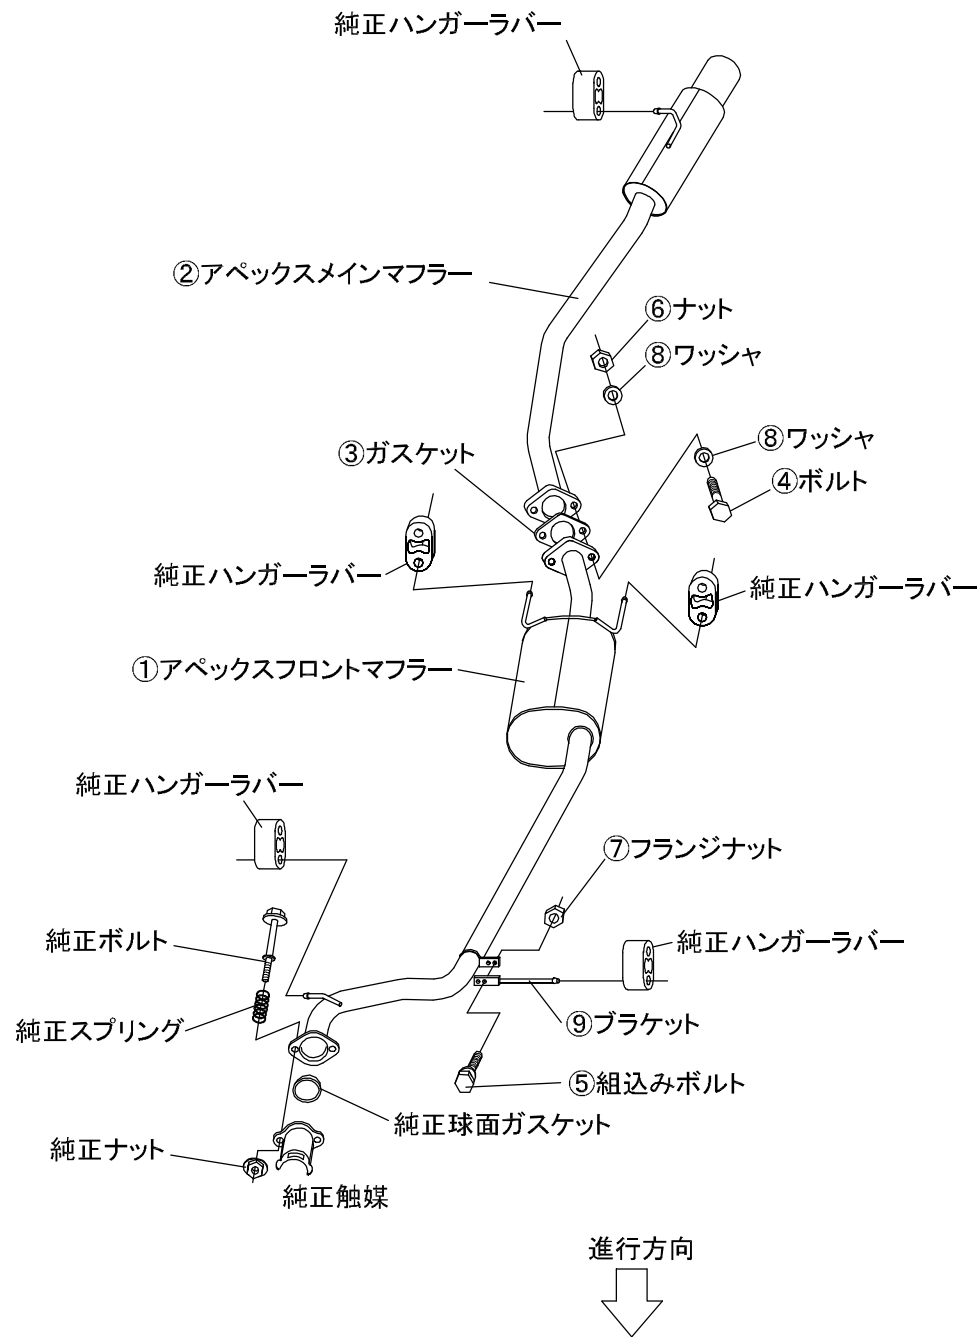 純正ハンガーラバー
②アペックスメインマフラー
⑥ナット
⑧ワッシャ
⑧ワッシャ
③ガスケット
④ボルト
純正ハンガーラバー
純正ハンガーラバー
①アペックスフロントマフラー
純正ハンガーラバー
⑦フランジナット
純正ボルト
純正ハンガーラバー
純正スプリング
⑨ブラケット
⑤組込みボルト
純正球面ガスケット
純正ナット
純正触媒
進行方向